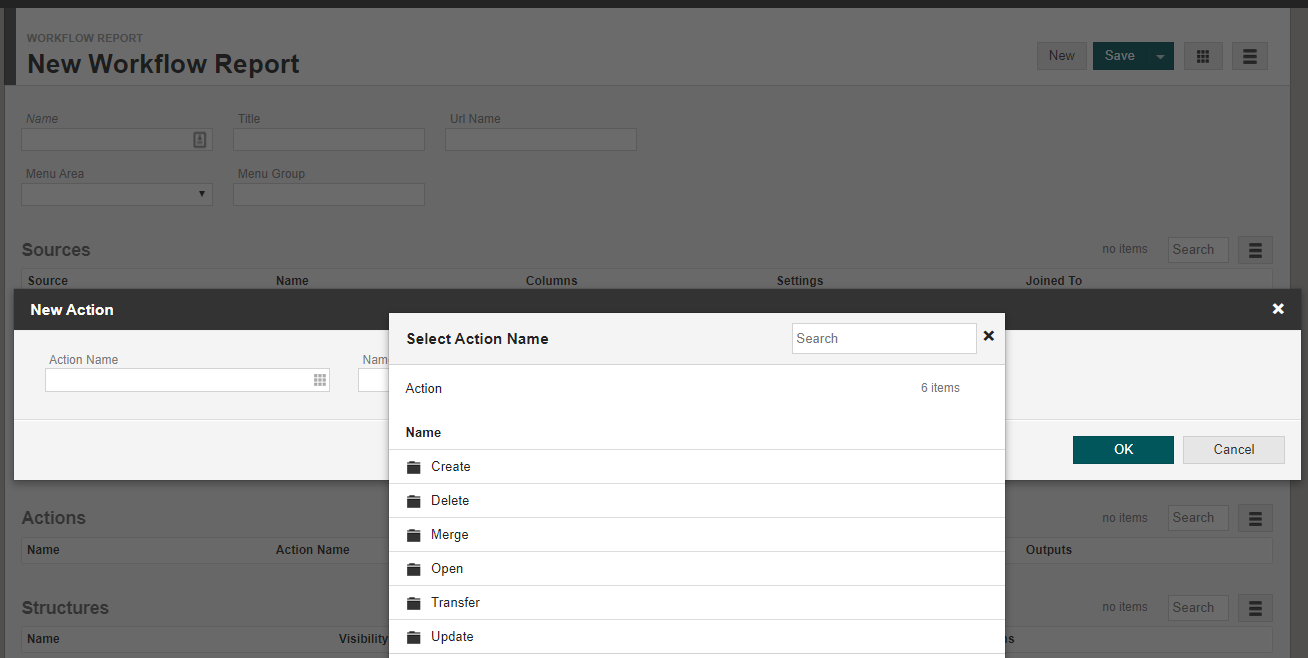 WORKFLOW REPORT
New Workflow Report
New Save
Name Title Url Name
Menu Area Menu Group
Sources no items Search
Source Name Columns Settings Joined To
New Action
Select Action Name Search
Action Name
Action 6 items
Name
Create
Delete
Merge
Open
Transfer
Update
OK Cancel
Actions no items Search
Name Action Name Outputs
Structures no items Search
Name Visibility